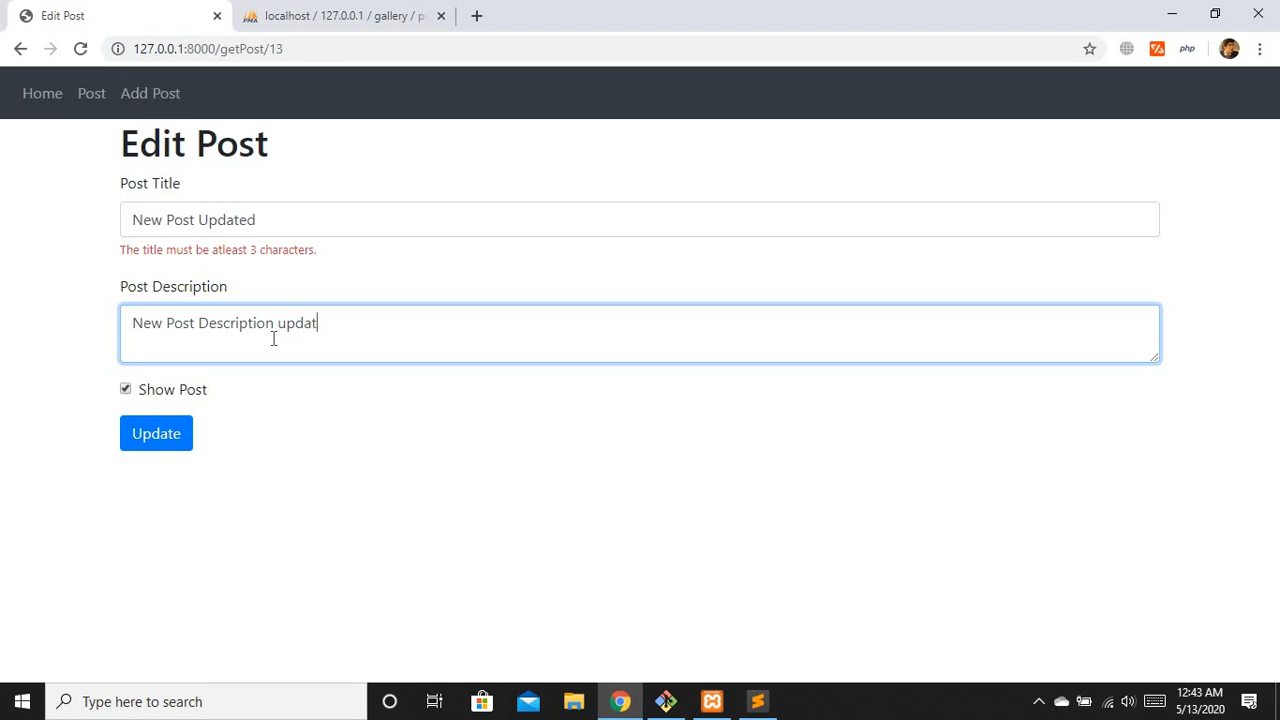 Edit Post
localhost / 127.0.0.1 / gallery / p
127.0.0.1:8000/getPost/13
php
Home Post Add Post
Edit Post
Post Title
New Post Updated
The title must be atleast 3 characters.
Post Description
New Post Description updat
Show Post
Update
Type here to search
12:43 AM
5/13/2020